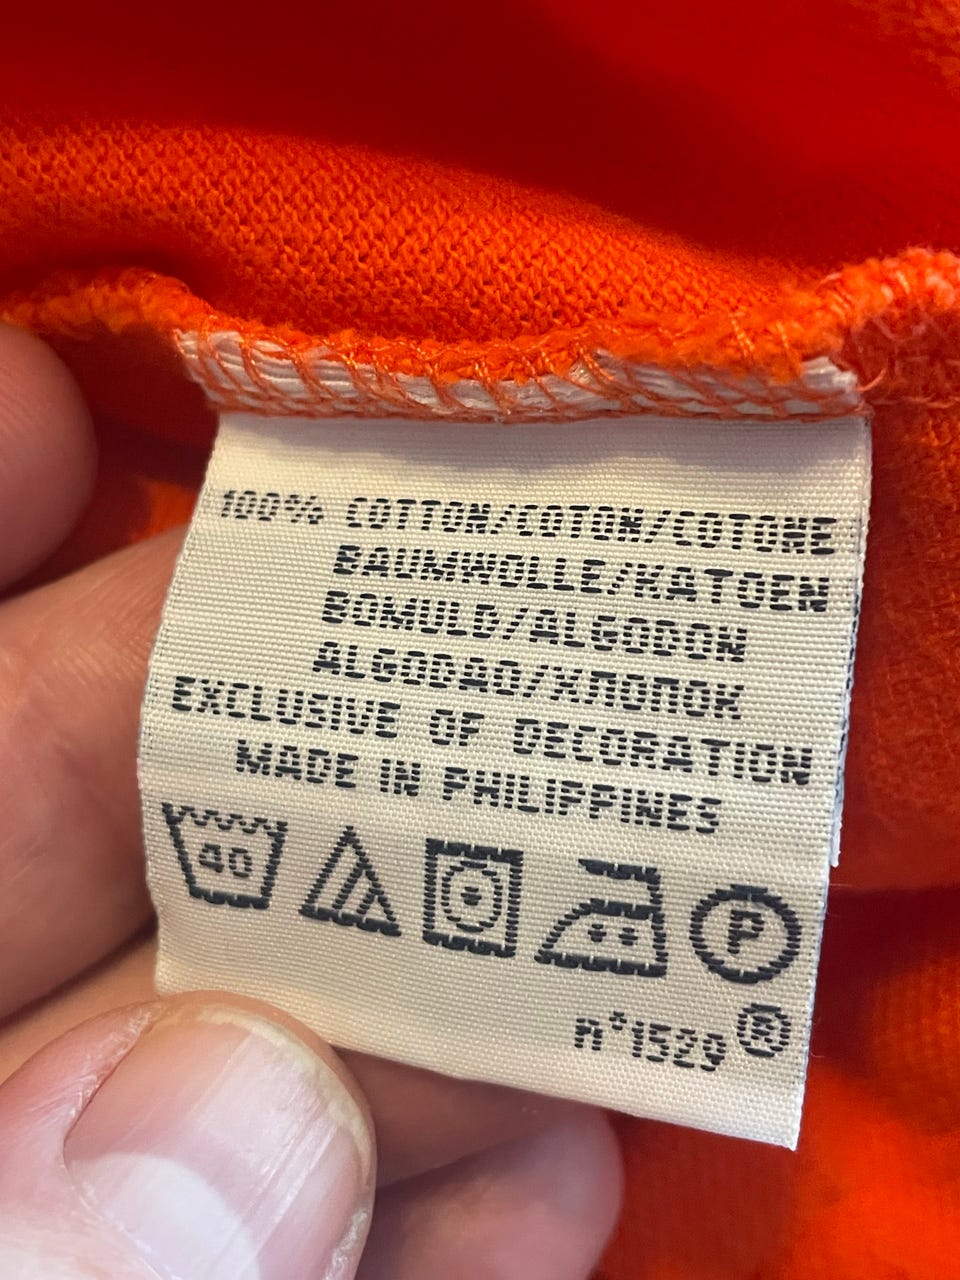 100% COTTON/COTON/COTONE
BAUMWOLLE/KATOEN
BOMULD/ALGODON
ALGODAO/ХЛОПОК
EXCLUSIVE OF DECORATION
MADE IN PHILIPPINES
40
P
A°1529®